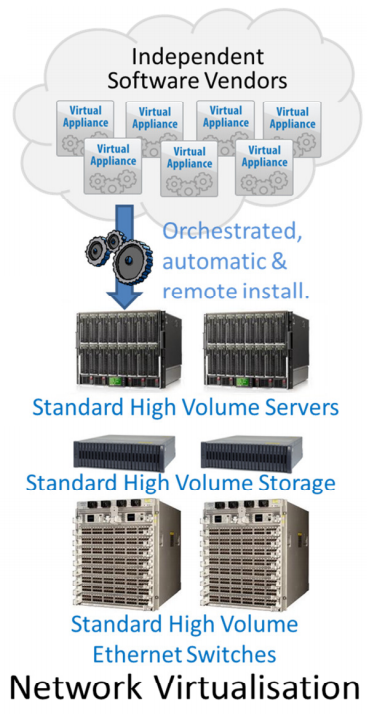 Independent
Software Vendors
Virtual Appliance
Virtual Appliance
Virtual Appliance
Virtual Appliance
Virtual Appliance
Virtual Appliance
Virtual Appliance
Orchestrated,
automatic &
remote install.
Standard High Volume Servers
Standard High Volume Storage
Standard High Volume
Ethernet Switches
Network Virtualisation